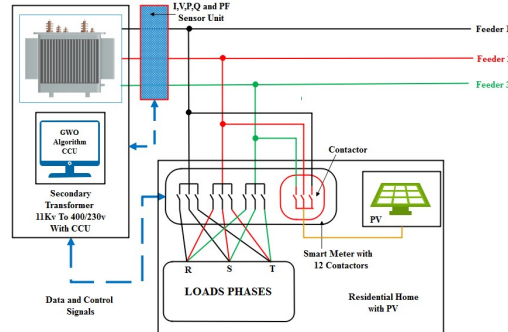 I,V,P,Q and PF
Sensor Unit
Feeder 1
Feeder 2
Feeder 3
GWO
Algorithm
CCU
Secondary
Transformer
11Kv To 400/230v
With CCU
Contactor
PV
Smart Meter with
12 Contactors
R S T
LOADS PHASES
Data and Control
Signals
Residential Home
with PV